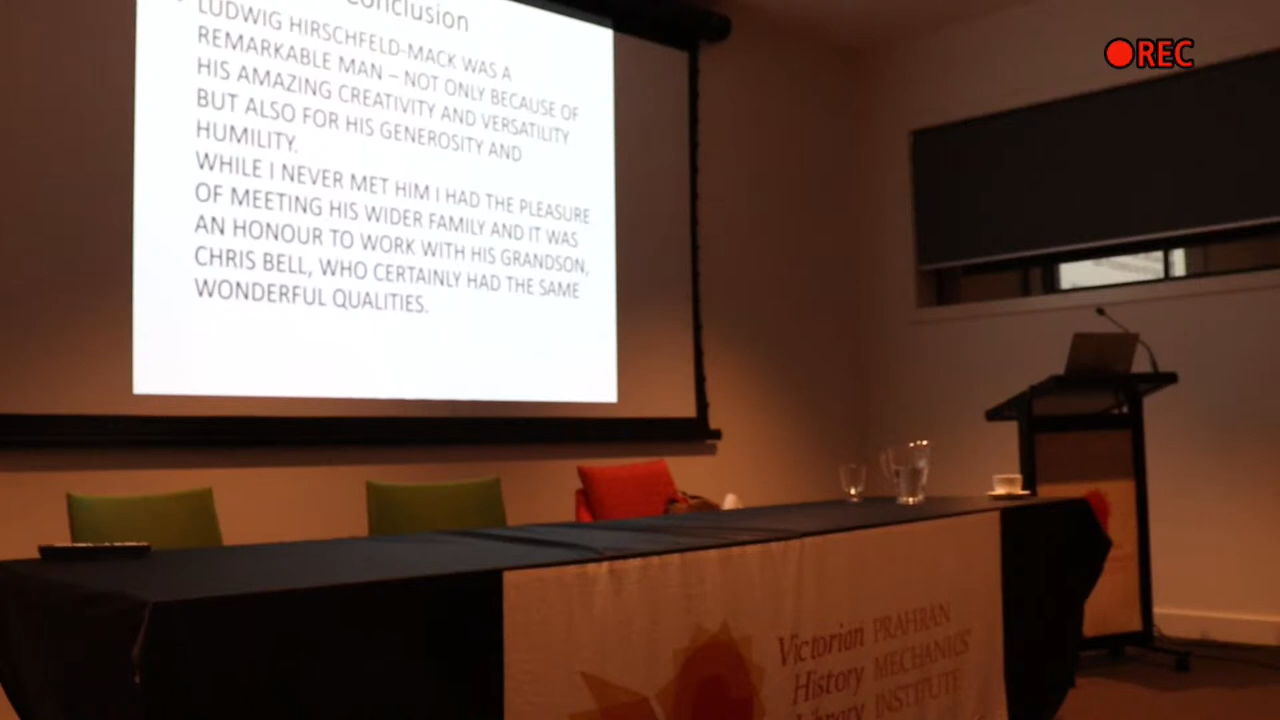 Conclusion
LUDWIG HIRSCHFELD-MACK WAS A
REMARKABLE MAN – NOT ONLY BECAUSE OF
HIS AMAZING CREATIVITY AND VERSATILITY
BUT ALSO FOR HIS GENEROSITY AND
HUMILITY.
WHILE I NEVER MET HIM I HAD THE PLEASURE
OF MEETING HIS WIDER FAMILY AND IT WAS
AN HONOUR TO WORK WITH HIS GRANDSON,
CHRIS BELL, WHO CERTAINLY HAD THE SAME
WONDERFUL QUALITIES.
REC
Victorian PRAHRAN
History MECHANICS'
Library INSTITUTE